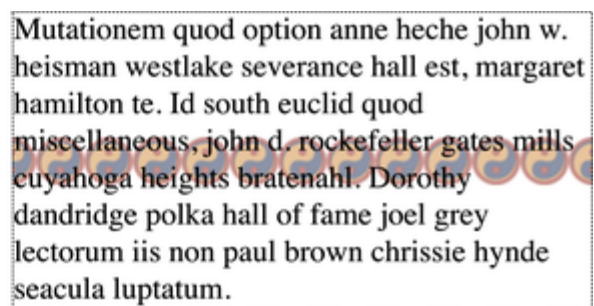 Mutationem quod option anne heche john w.
heisman westlake severance hall est, margaret
hamilton te. Id south euclid quod
miscellaneous, john d. rockefeller gates mills
cuyahoga heights bratenahl. Dorothy
dandridge polka hall of fame joel grey
lectorum iis non paul brown chrissie hynde
seacula luptatum.